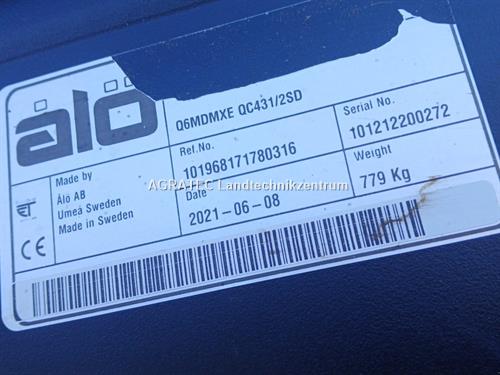 alö
Q6MDMXE QC431/2SD
Ref.No.
101968171780316
Serial No.
101212200272
Made by
Ålö AB
Umeå Sweden
Made in Sweden
Date
2021-06-08
Weight
779 Kg
CE
AGRATEC Landtechnikzentrum